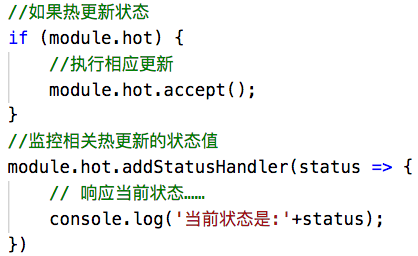 //如果热更新状态
if (module.hot) {
    //执行相应更新
    module.hot.accept();
}
//监控相关热更新的状态值
module.hot.addStatusHandler(status => {
    // 响应当前状态……
    console.log('当前状态是:'+status);
})